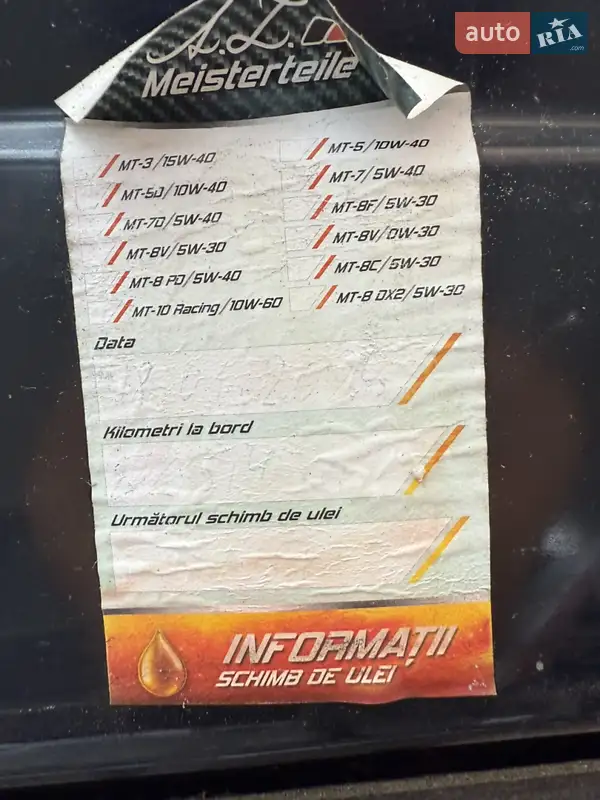 auto RIA .com
A.Z.
Meisterteile
MT-3/15W-40 MT-5/10W-40
MT-5D/10W-40 MT-7/5W-40
MT-7D/5W-40 MT-8F/5W-30
MT-8V/5W-30 MT-8V/0W-30
MT-8 PD/5W-40 MT-8C/5W-30
MT-10 Racing/10W-60 MT-8 DX2/5W-30
Data
Kilometri la bord
Următorul schimb de ulei
INFORMAȚII
SCHIMB DE ULEI